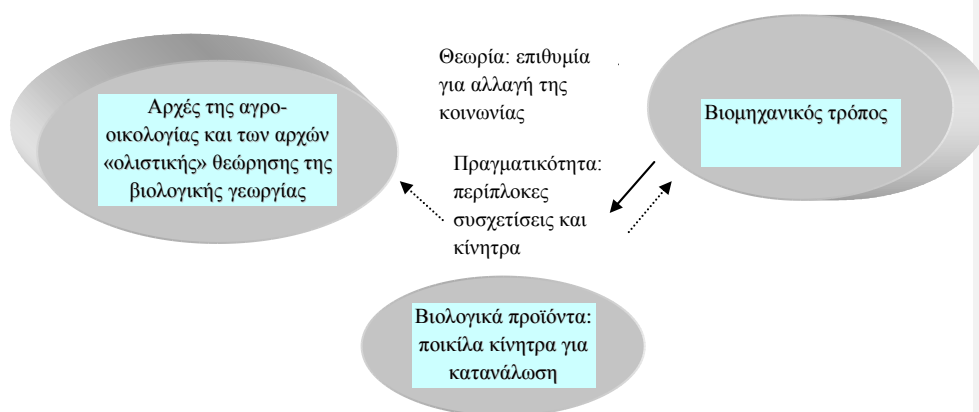 Θεωρία: επιθυμία
για αλλαγή της
κοινωνίας
Αρχές της αγρο-
οικολογίας και των αρχών
«ολιστικής» θεώρησης της
βιολογικής γεωργίας
Βιομηχανικός τρόπος
Πραγματικότητα:
περίπλοκες
συσχετίσεις και
κίνητρα
Βιολογικά προϊόντα:
ποικίλα κίνητρα για
κατανάλωση